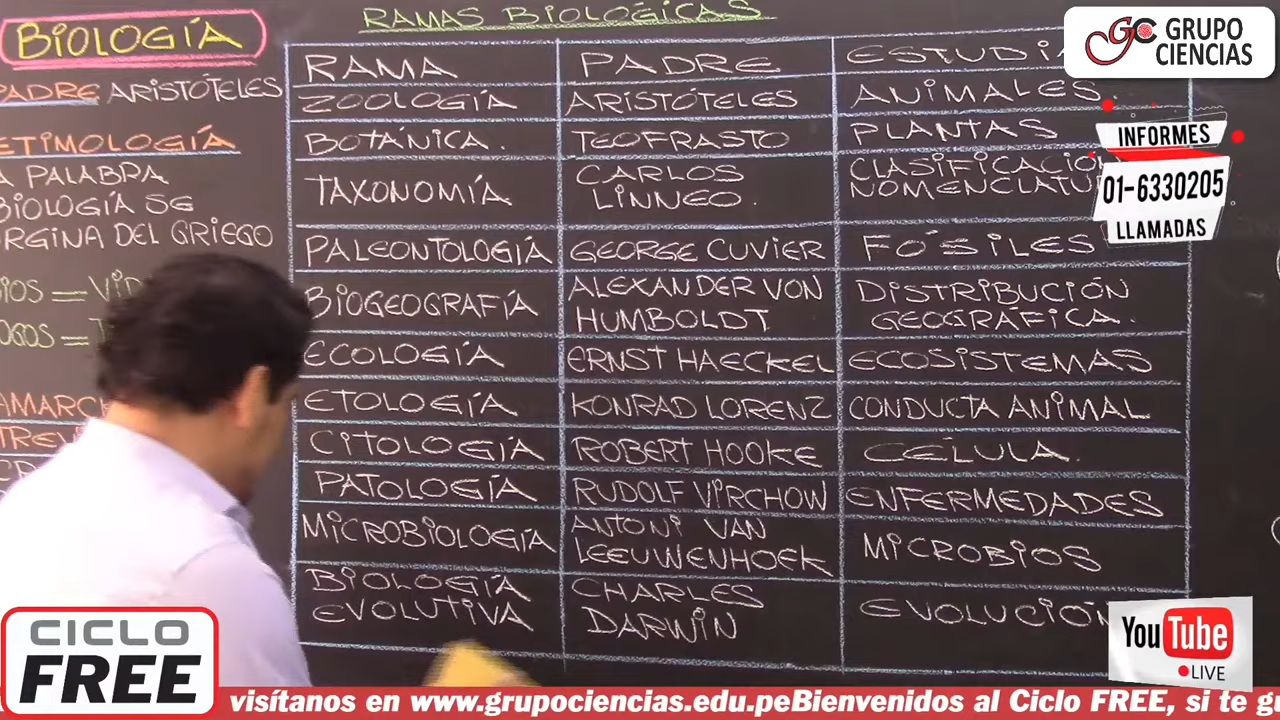 RAMAS BIOLÓGICAS
BIOLOGÍA
PADRE ARISTÓTELES
ETIMOLOGÍA
PALABRA
BIOLOGÍA SE
DEL GRIEGO
RAMA PADRE
ZOOLOGÍA ARISTÓTELES ANIMALES.
BOTÁNICA. TEOFRASTO PLANTAS
TAXONOMÍA CARLOS
LINNEO.
PALEONTOLOGÍA GEORGE CUVIER FÓSILES
BIOGEOGRAFÍA ALEXANDER VON
HUMBOLDT
DISTRIBUCIÓN
GEOGRÁFICA.
ECOLOGÍA ERNST HAECKEL ECOSISTEMAS
ETOLOGÍA KONRAD LORENZ CONDUCTA ANIMAL
CITOLOGÍA ROBERT HOOKE CÉLULA.
PATOLOGÍA RUDOLF VIRCHOW ENFERMEDADES
MICROBIOLOGÍA ANTONI VAN
LEEUWENHOEK
MICROBIOS
BIOLOGÍA
EVOLUTIVA
CHARLES
DARWIN
EVOLUCIÓN
GC GRUPO
CIENCIAS
INFORMES
01-6330205
LLAMADAS
YouTube
LIVE
CICLO
FREE
visítanos en www.grupociencias.edu.peBienvenidos al Ciclo FREE, si te